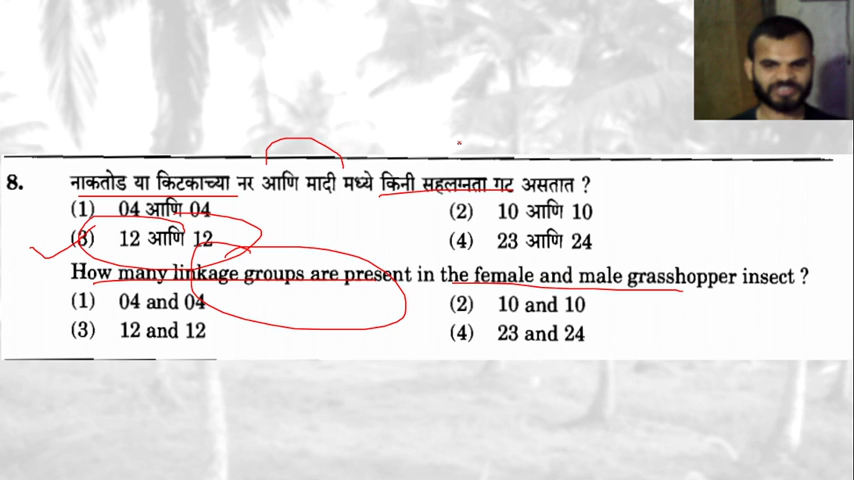 8. नाकतोड या किटकाच्या नर आणि मादी मध्ये किनी सहलग्नता गट असतात ?
(1) 04 आणि 04 (2) 10 आणि 10
(3) 12 आणि 12 (4) 23 आणि 24
How many linkage groups are present in the female and male grasshopper insect ?
(1) 04 and 04 (2) 10 and 10
(3) 12 and 12 (4) 23 and 24